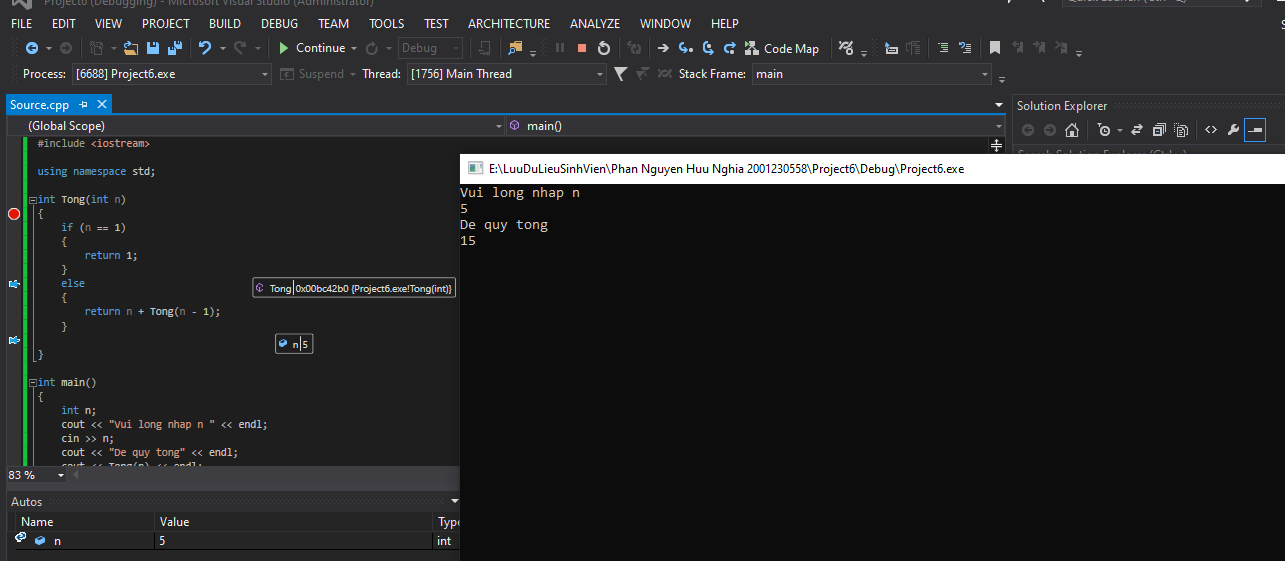 Project6 (Debugging) - Microsoft Visual Studio (Administrator)
FILE EDIT VIEW PROJECT BUILD DEBUG TEAM TOOLS TEST ARCHITECTURE ANALYZE WINDOW HELP
Continue Debug Code Map
Process: [6688] Project6.exe Suspend Thread: [1756] Main Thread Stack Frame: main
Source.cpp
Solution Explorer
(Global Scope) main()
#include <iostream>
using namespace std;
int Tong(int n)
{
if (n == 1)
{
return 1;
}
else
{
return n + Tong(n - 1);
}
}
int main()
{
int n;
cout << "Vui long nhap n " << endl;
cin >> n;
cout << "De quy tong" << endl;
cout << Tong(n) << endl;
Tong 0x00bc42b0 {Project6.exe!Tong(int)}
n 5
83 %
Autos
Name Value Type
n 5 int
E:\LuuDuLieuSinhVien\Phan Nguyen Huu Nghia 2001230558\Project6\Debug\Project6.exe
Vui long nhap n
5
De quy tong
15